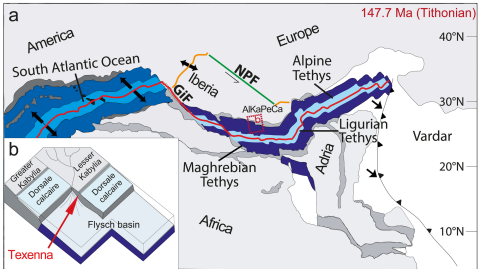 a
147.7 Ma (Tithonian)
America
Europe
40°N
South Atlantic Ocean
Alpine
Tethys
Iberia
NPF
GiF
AlKaPeCa
30°N
Ligurian
Tethys
Vardar
b
Maghrebian
Tethys
Adria
20°N
Greater
Kabylia
Lesser
Kabylia
Dorsale
calcaire
Dorsale
calcaire
Africa
Flysch basin
Texenna
10°N